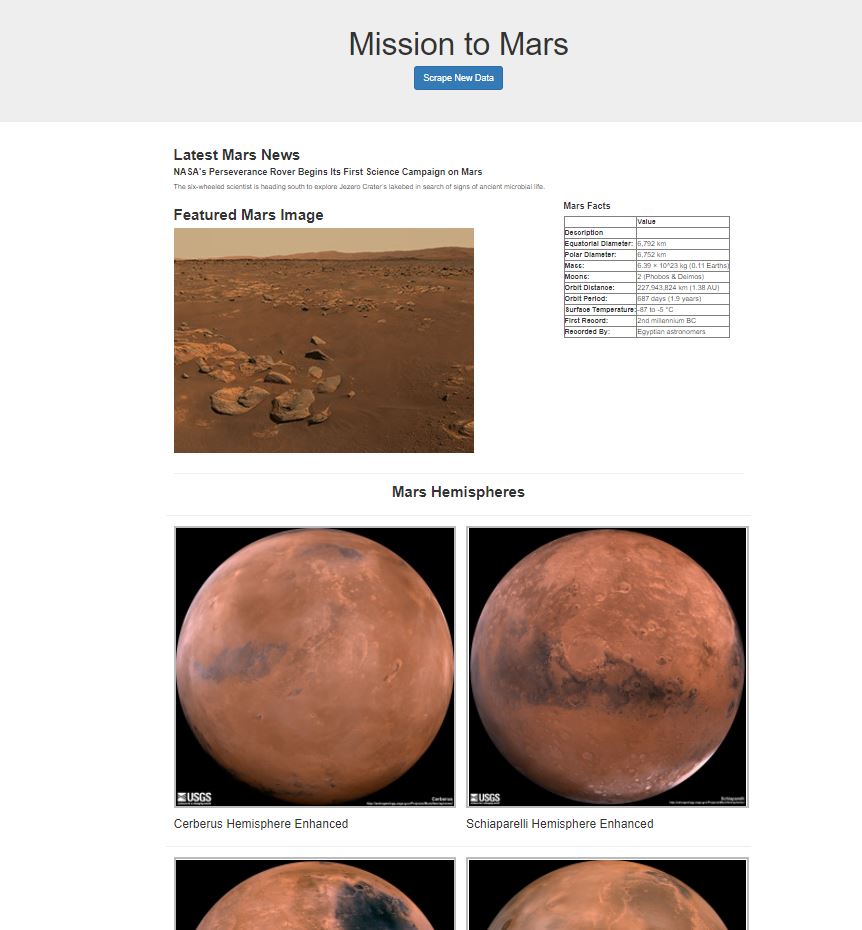 Mission to Mars
Scrape New Data
Latest Mars News
NASA's Perseverance Rover Begins Its First Science Campaign on Mars
The six-wheeled scientist is heading south to explore Jezero Crater's lakebed in search of signs of ancient microbial life.
Featured Mars Image
Mars Facts
Value
Description
Equatorial Diameter: 6,792 km
Polar Diameter: 6,752 km
Mass: 6.39 × 10^23 kg (0.11 Earths)
Moons: 2 (Phobos & Deimos)
Orbit Distance: 227,943,824 km (1.38 AU)
Orbit Period: 687 days (1.9 years)
Surface Temperature: -87 to -5 °C
First Record: 2nd millennium BC
Recorded By: Egyptian astronomers
Mars Hemispheres
USGS
Cerberus
USGS
Schiaparelli
Cerberus Hemisphere Enhanced
Schiaparelli Hemisphere Enhanced